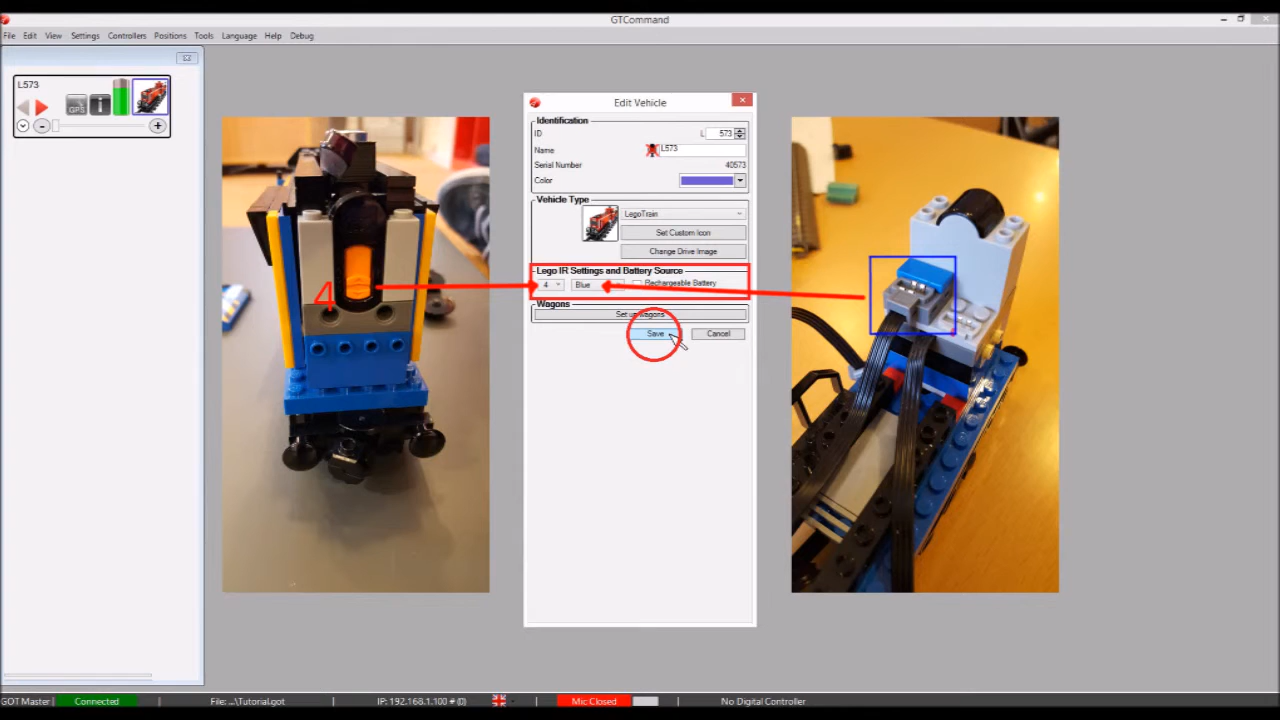 GTCommand
File Edit View Settings Controllers Positions Tools Language Help Debug
L573
GPS
Edit Vehicle
Identification
ID L 573
Name L573
Serial Number 40573
Color
Vehicle Type
LegoTrain
Set Custom Icon
Change Drive Image
Lego IR Settings and Battery Source
4 Blue Rechargeable Battery
Wagons
Set up Wagons
Save Cancel
4
GOT Master Connected File: ...\Tutorial.got IP: 192.168.1.100 # (0) Mic Closed No Digital Controller